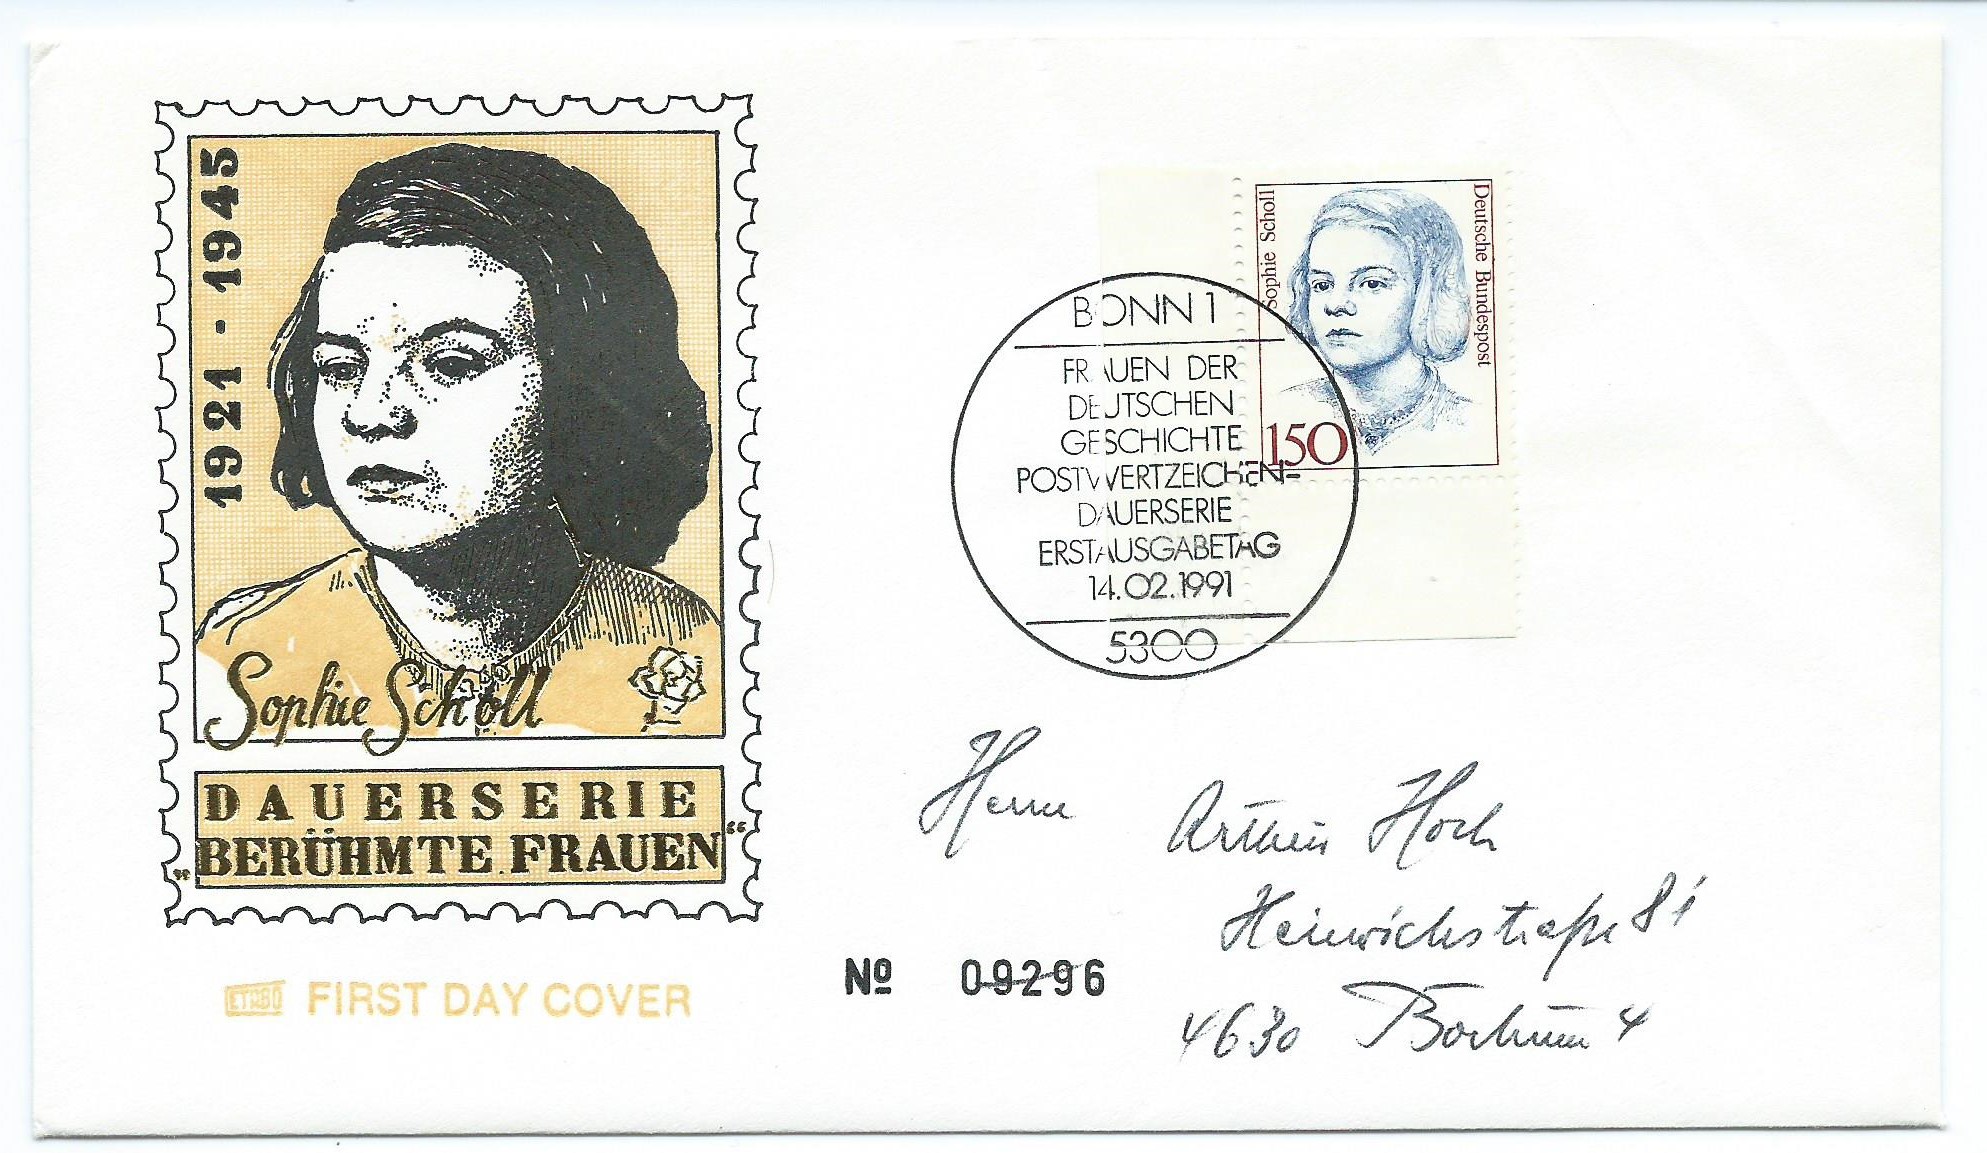 1921 - 1945
Sophie Scholl
DAUERSERIE
„BERÜHMTE FRAUEN“
ETNBO FIRST DAY COVER
Sophie Scholl
Deutsche Bundespost
150
BONN 1
FRAUEN DER
DEUTSCHEN
GESCHICHTE
POSTWERTZEICHEN-
DAUERSERIE
ERSTAUSGABETAG
14.02.1991
5300
Herrn Arthur Hoch
Heinrichstraße 81
4630 Bochum 4
Nº 09296